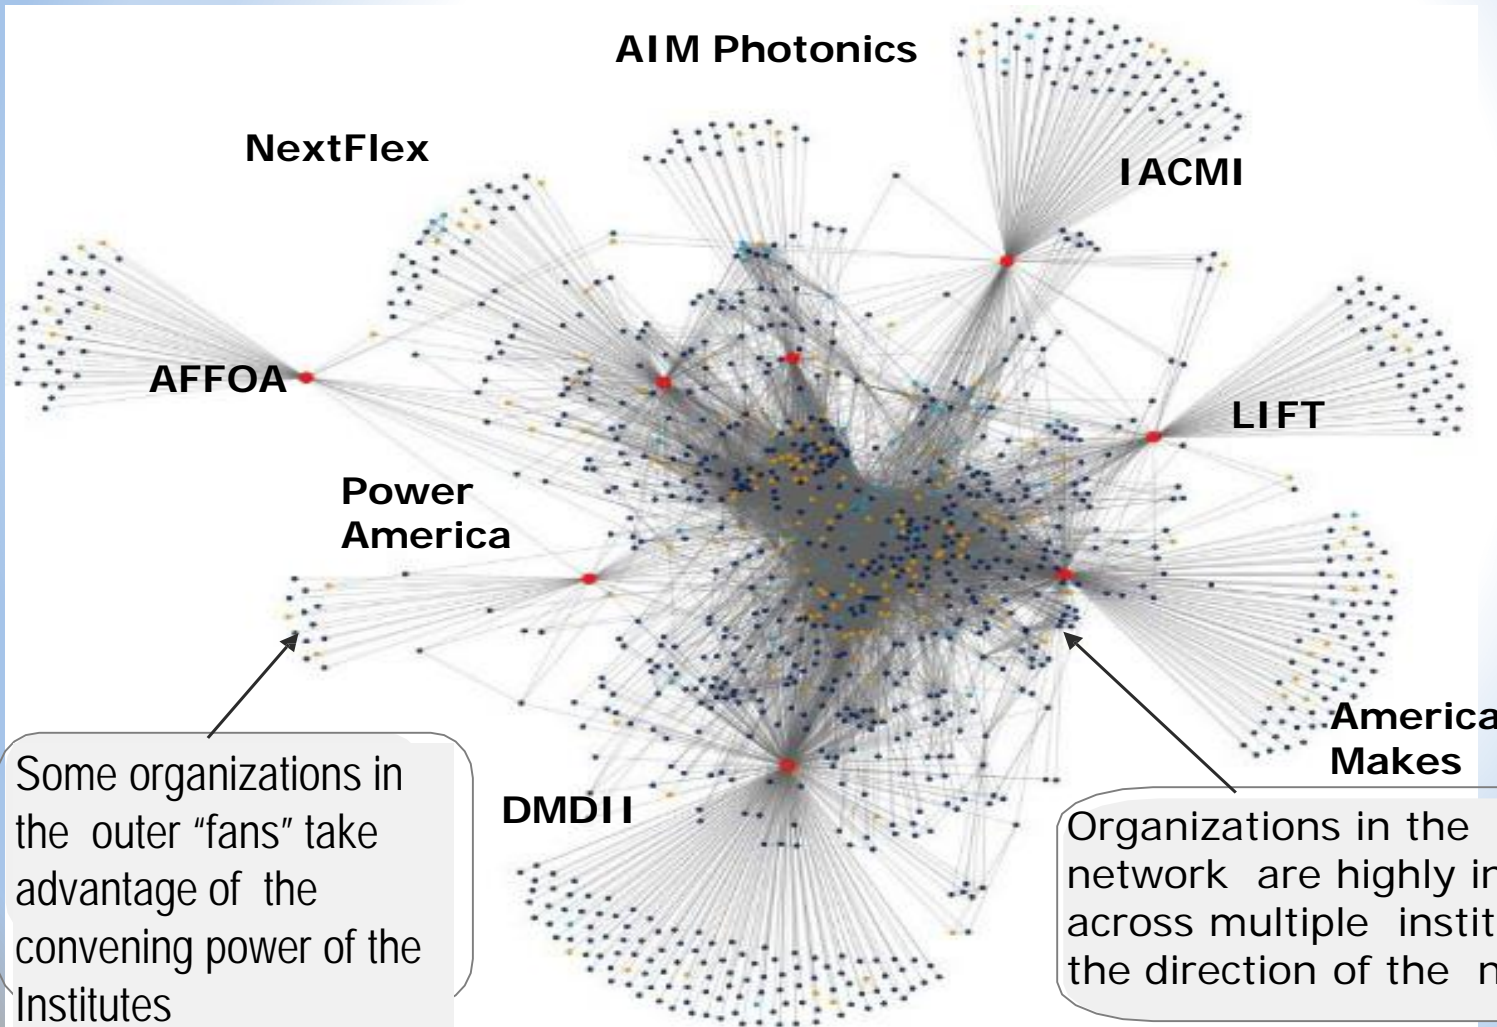 AIM Photonics
NextFlex
IACMI
AFFOA
LIFT
Power
America
America
Makes
DMDII
Some organizations in
the outer “fans” take
advantage of the
convening power of the
Institutes
Organizations in the
network are highly in
across multiple instit
the direction of the n